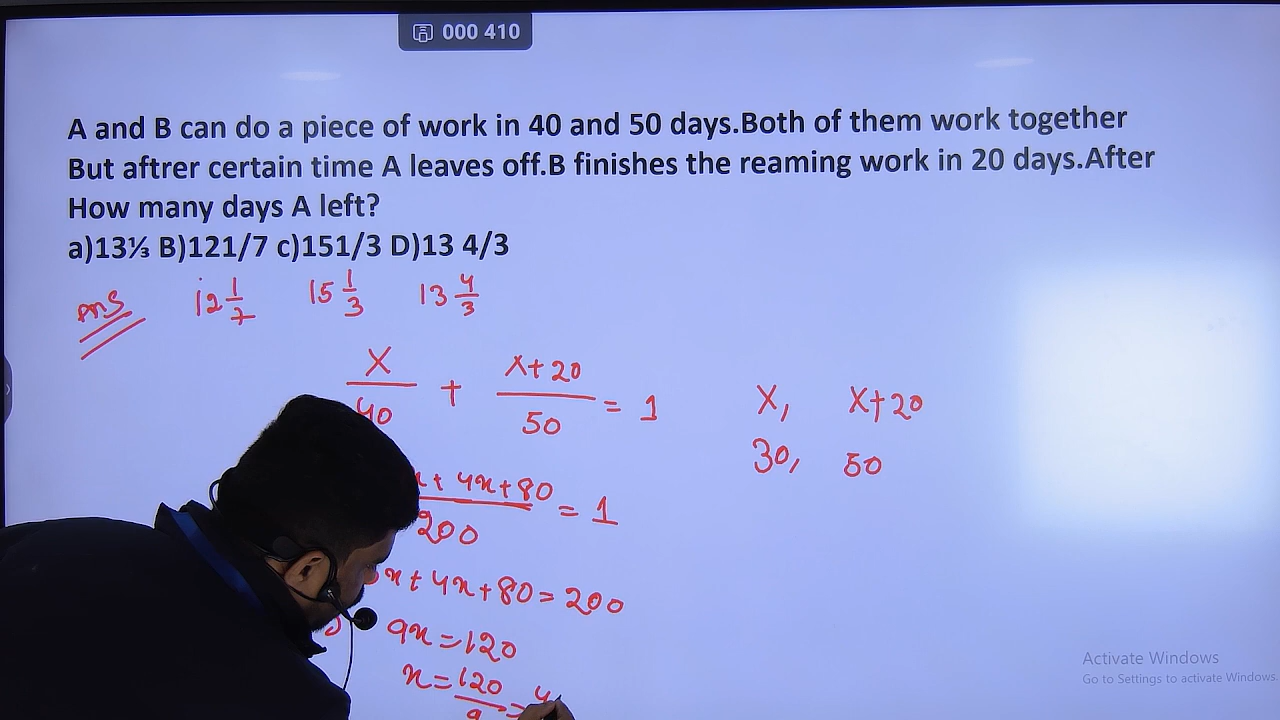 000 410
A and B can do a piece of work in 40 and 50 days.Both of them work together
But aftrer certain time A leaves off.B finishes the reaming work in 20 days.After
How many days A left?
a)13⅓ B)121/7 c)151/3 D)13 4/3
ans 12 1/7 15 1/3 13 4/3
X/40 + X+20/50 = 1
X, X+20
30, 50
x + 4x+80/200 = 1
x + 4x+80 = 200
9x = 120
x = 120/9 = 4
Activate Windows
Go to Settings to activate Windows.